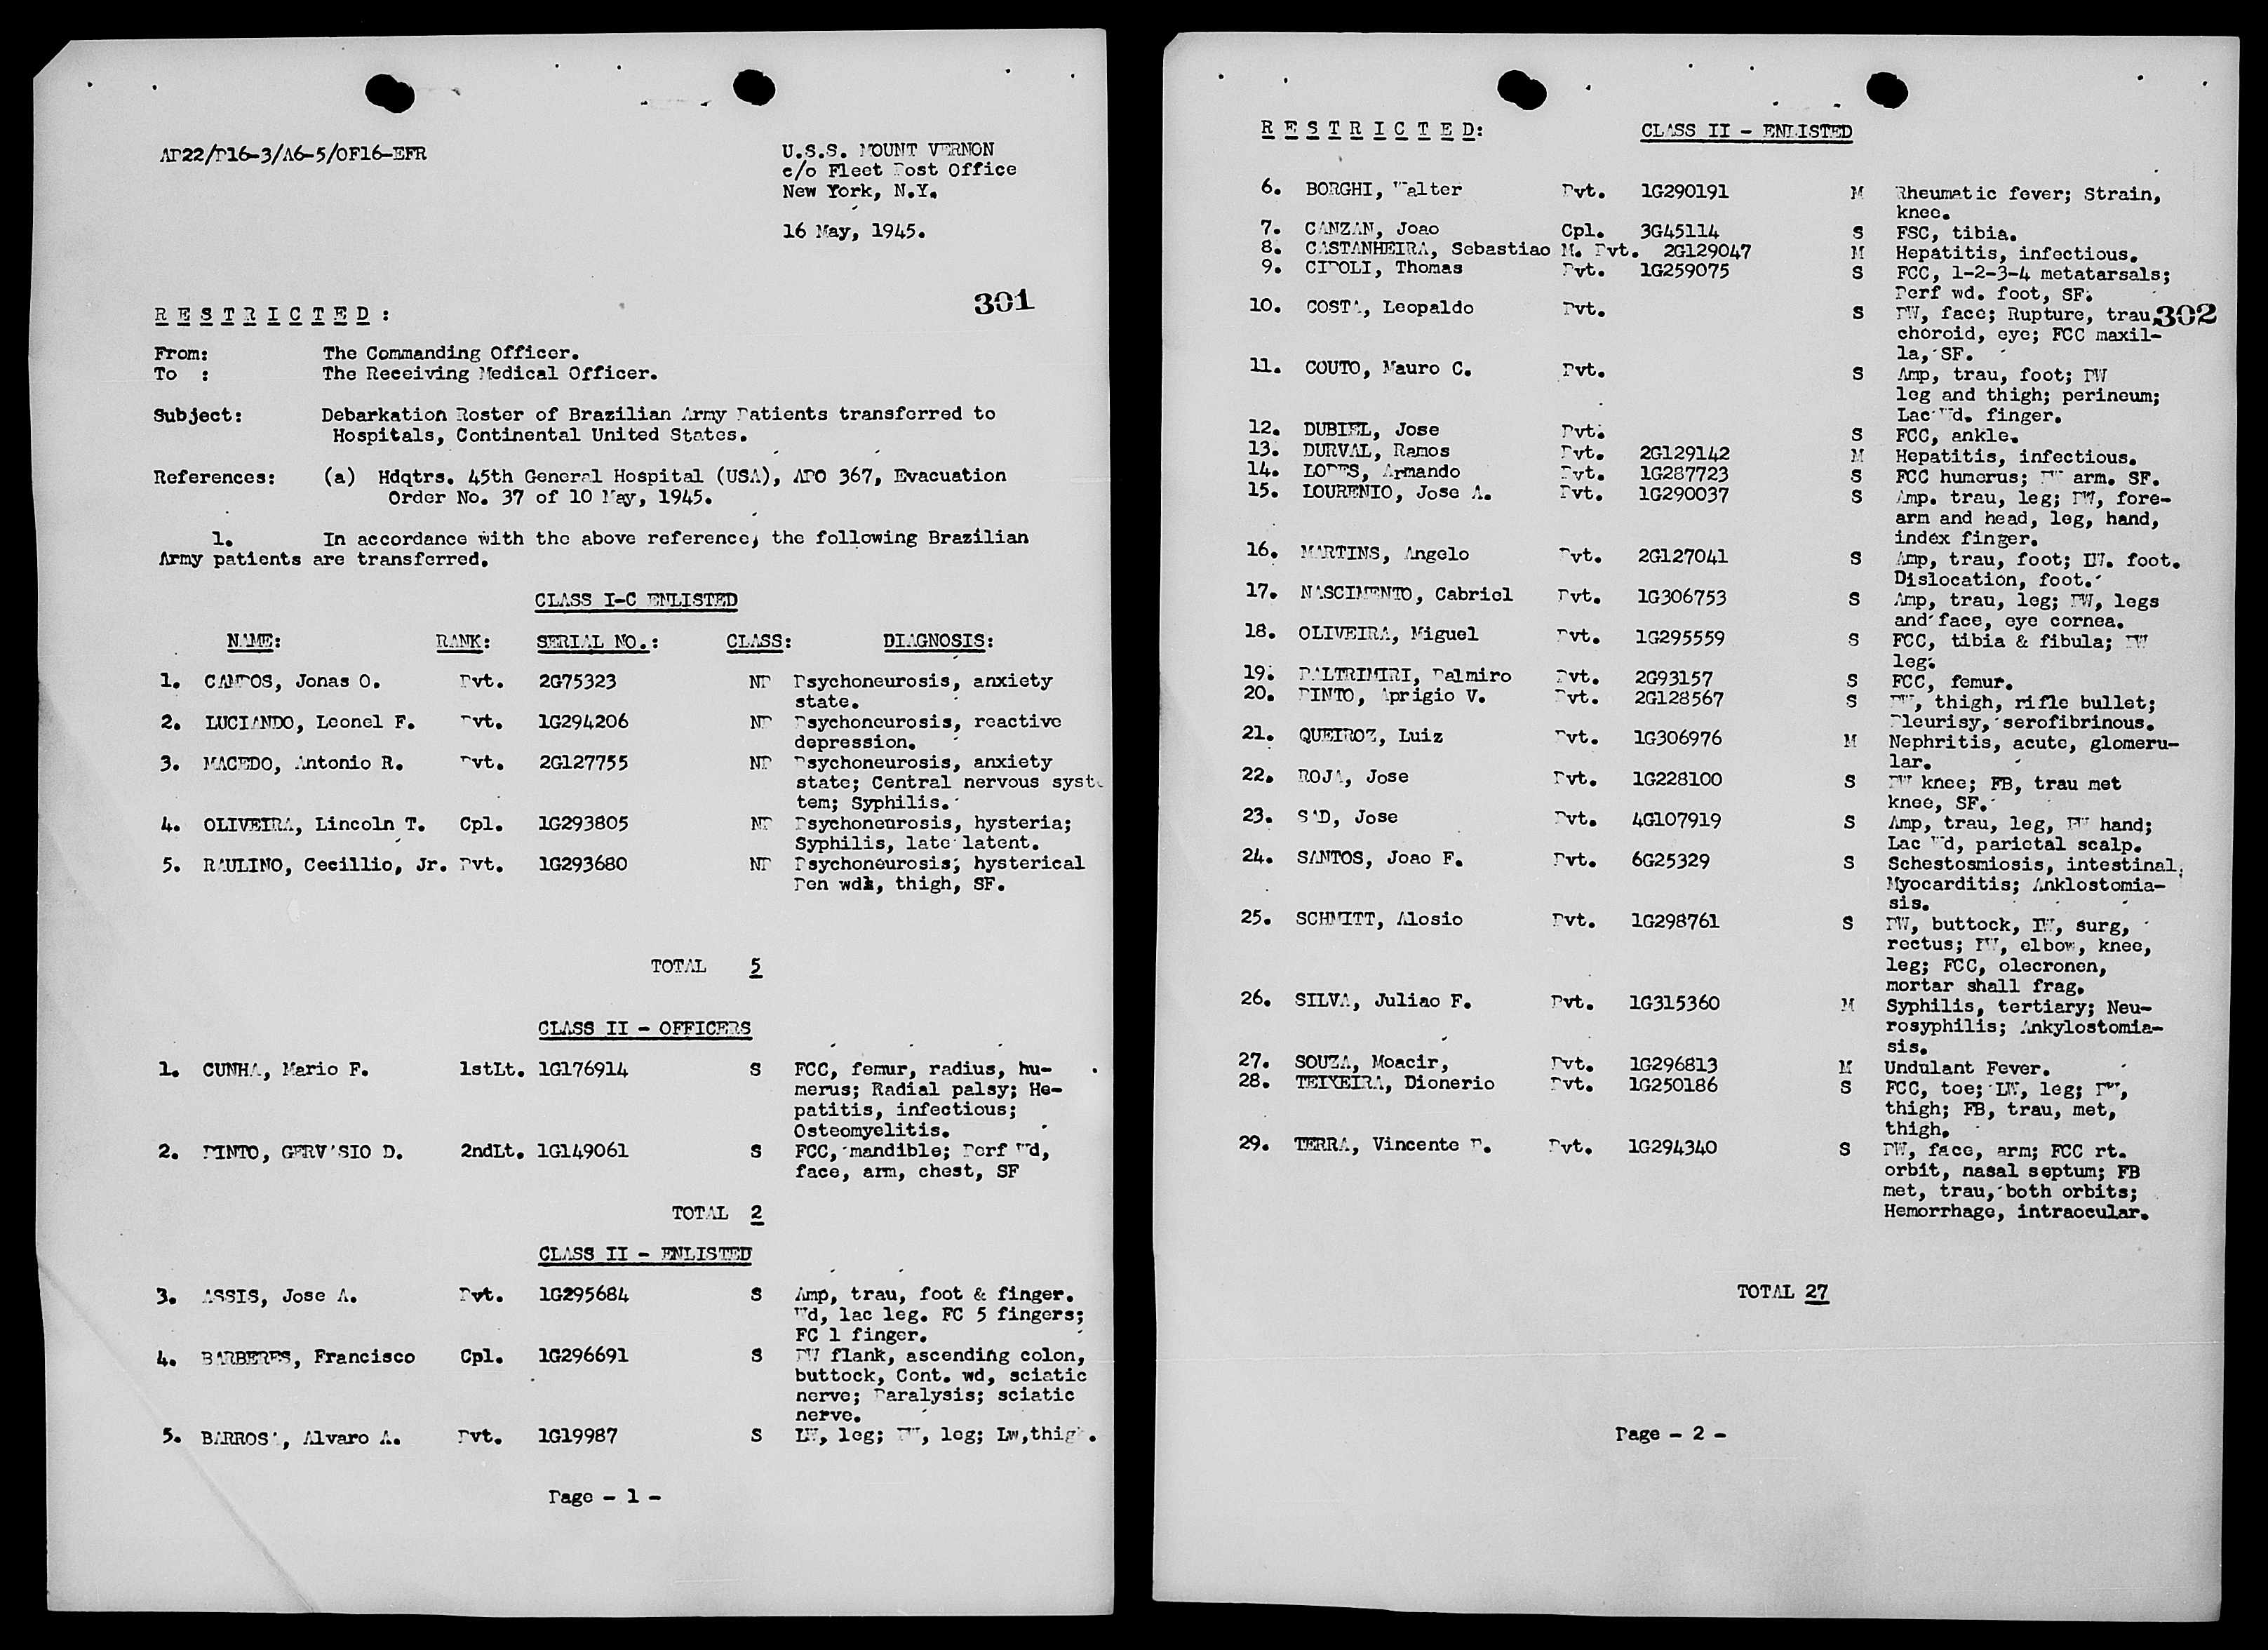 AP22/P16-3/A6-5/OF16-EFR
U.S.S. MOUNT VERNON
c/o Fleet Post Office
New York, N.Y.
16 May, 1945.
301
R E S T R I C T E D :
From: The Commanding Officer.
To : The Receiving Medical Officer.
Subject: Debarkation Roster of Brazilian Army Patients transferred to
Hospitals, Continental United States.
References: (a) Hdqtrs. 45th General Hospital (USA), APO 367, Evacuation
Order No. 37 of 10 May, 1945.
1. In accordance with the above reference, the following Brazilian
Army patients are transferred.
CLASS I-C ENLISTED
NAME: RANK: SERIAL NO.: CLASS: DIAGNOSIS:
1. CAMPOS, Jonas O. Pvt. 2G75323 NP Psychoneurosis, anxiety
state.
2. LUCIANDO, Leonel F. Pvt. 1G294206 NP Psychoneurosis, reactive
depression.
3. MACEDO, Antonio R. Pvt. 2G127755 NP Psychoneurosis, anxiety
state; Central nervous syst
tem; Syphilis.
4. OLIVEIRA, Lincoln T. Cpl. 1G293805 NP Psychoneurosis, hysteria;
Syphilis, late latent.
5. RAULINO, Cecillio, Jr. Pvt. 1G293680 NP Psychoneurosis; hysterical
Pen wd, thigh, SF.
TOTAL 5
CLASS II - OFFICERS
1. CUNHA, Mario F. 1stLt. 1G176914 S FCC, femur, radius, hu-
merus; Radial palsy; He-
patitis, infectious;
Osteomyelitis.
2. PINTO, GERVASIO D. 2ndLt. 1G149061 S FCC, mandible; Perf Wd,
face, arm, chest, SF
TOTAL 2
CLASS II - ENLISTED
3. ASSIS, Jose A. Pvt. 1G295684 S Amp, trau, foot & finger.
Wd, lac leg. FC 5 fingers;
FC 1 finger.
4. BARBERES, Francisco Cpl. 1G296691 S PW flank, ascending colon,
buttock, Cont. wd, sciatic
nerve; Paralysis; sciatic
nerve.
5. BARROSA, Alvaro A. Pvt. 1G19987 S LW, leg; PW, leg; Lw,thigh.
Page - 1 -
R E S T R I C T E D: CLASS II - ENLISTED
6. BORGHI, Walter Pvt. 1G290191 M Rheumatic fever; Strain,
knee.
7. CANZAN, Joao Cpl. 3G45114 S FSC, tibia.
8. CASTANHEIRA, Sebastiao M. Pvt. 2G129047 M Hepatitis, infectious.
9. CIPOLI, Thomas Pvt. 1G259075 S FCC, 1-2-3-4 metatarsals;
Perf wd. foot, SF.
10. COSTA, Leopaldo Pvt. S PW, face; Rupture, trau
302
choroid, eye; FCC maxil-
la, SF.
11. COUTO, Mauro C. Pvt. S Amp, trau, foot; PW
leg and thigh; perineum;
Lac Wd. finger.
12. DUBIEL, Jose Pvt. S FCC, ankle.
13. DURVAL, Ramos Pvt. 2G129142 M Hepatitis, infectious.
14. LOPES, Armando Pvt. 1G287723 S FCC humerus; PW arm. SF.
15. LOURENIO, Jose A. Pvt. 1G290037 S Amp. trau, leg; PW, fore-
arm and head, leg, hand,
index finger.
16. MARTINS, Angelo Pvt. 2G127041 S Amp, trau, foot; LW. foot.
Dislocation, foot.
17. NASCIMENTO, Cabriel Pvt. 1G306753 S Amp, trau, leg; PW, legs
and face, eye cornea.
18. OLIVEIRA, Miguel Pvt. 1G295559 S FCC, tibia & fibula; PW
leg.
19. PALTRIMIRI, Palmiro Pvt. 2G93157 S FCC, femur.
20. PINTO, Aprigio V. Pvt. 2G128567 S PW, thigh, rifle bullet;
Pleurisy, serofibrinous.
21. QUEIROZ, Luiz Pvt. 1G306976 M Nephritis, acute, glomeru-
lar.
22. ROJA, Jose Pvt. 1G228100 S PW knee; FB, trau met
knee, SF.
23. SAD, Jose Pvt. 4G107919 S Amp, trau, leg, PW hand;
Lac Wd, parietal scalp.
24. SANTOS, Joao F. Pvt. 6G25329 S Schestosmiosis, intestinal;
Myocarditis; Anklostomia-
sis.
25. SCHMITT, Alosio Pvt. 1G298761 S PW, buttock, LW, surg,
rectus; PW, elbow, knee,
leg; FCC, olecronen,
mortar shall frag.
26. SILVA, Juliao F. Pvt. 1G315360 M Syphilis, tertiary; Neu-
rosyphilis; Ankylostomia-
sis.
27. SOUZA, Moacir, Pvt. 1G296813 M Undulant Fever.
28. TEIXEIRA, Dionerio Pvt. 1G250186 S FCC, toe; LW, leg; PW,
thigh; FB, trau, met,
thigh.
29. TERRA, Vincente P. Pvt. 1G294340 S PW, face, arm; FCC rt.
orbit, nasal septum; FB
met, trau, both orbits;
Hemorrhage, intraocular.
TOTAL 27
Page - 2 -